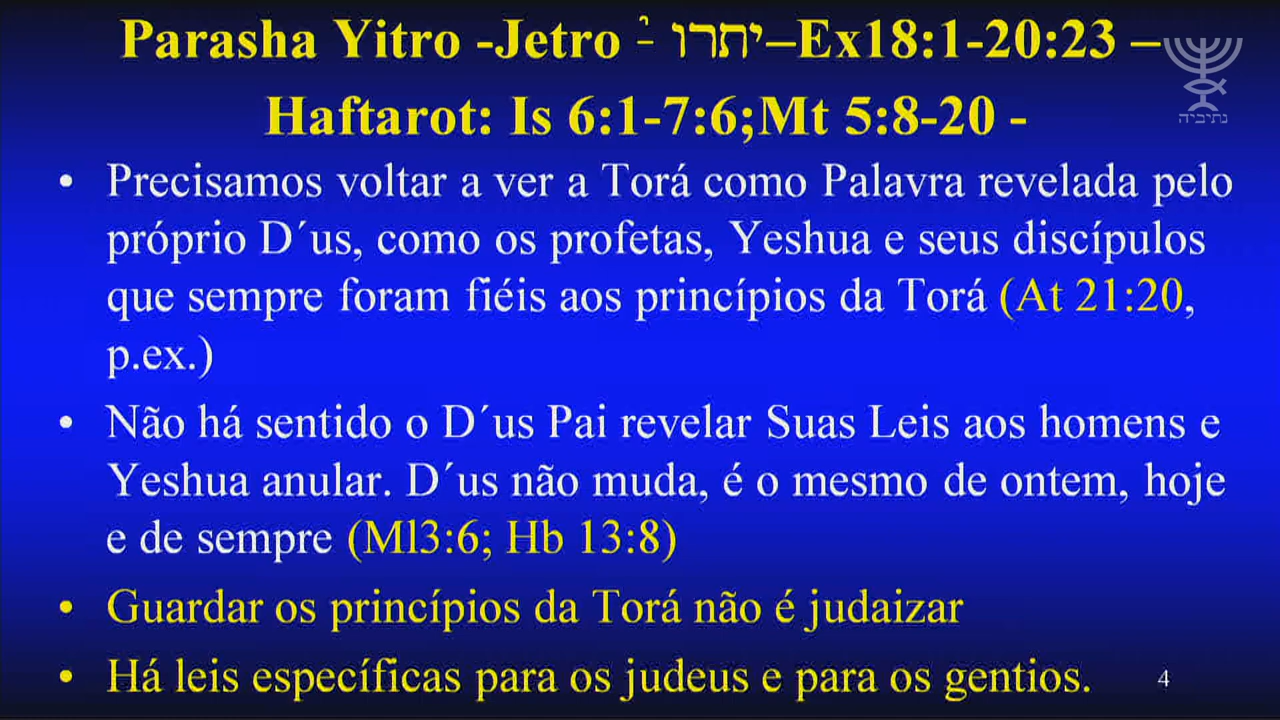 Parasha Yitro -Jetro - יתרו–Ex18:1-20:23 –
Haftarot: Is 6:1-7:6;Mt 5:8-20 -
נתיביה
• Precisamos voltar a ver a Torá como Palavra revelada pelo
próprio D´us, como os profetas, Yeshua e seus discípulos
que sempre foram fiéis aos princípios da Torá (At 21:20,
p.ex.)
• Não há sentido o D´us Pai revelar Suas Leis aos homens e
Yeshua anular. D´us não muda, é o mesmo de ontem, hoje
e de sempre (Ml3:6; Hb 13:8)
• Guardar os princípios da Torá não é judaizar
• Há leis específicas para os judeus e para os gentios.
4